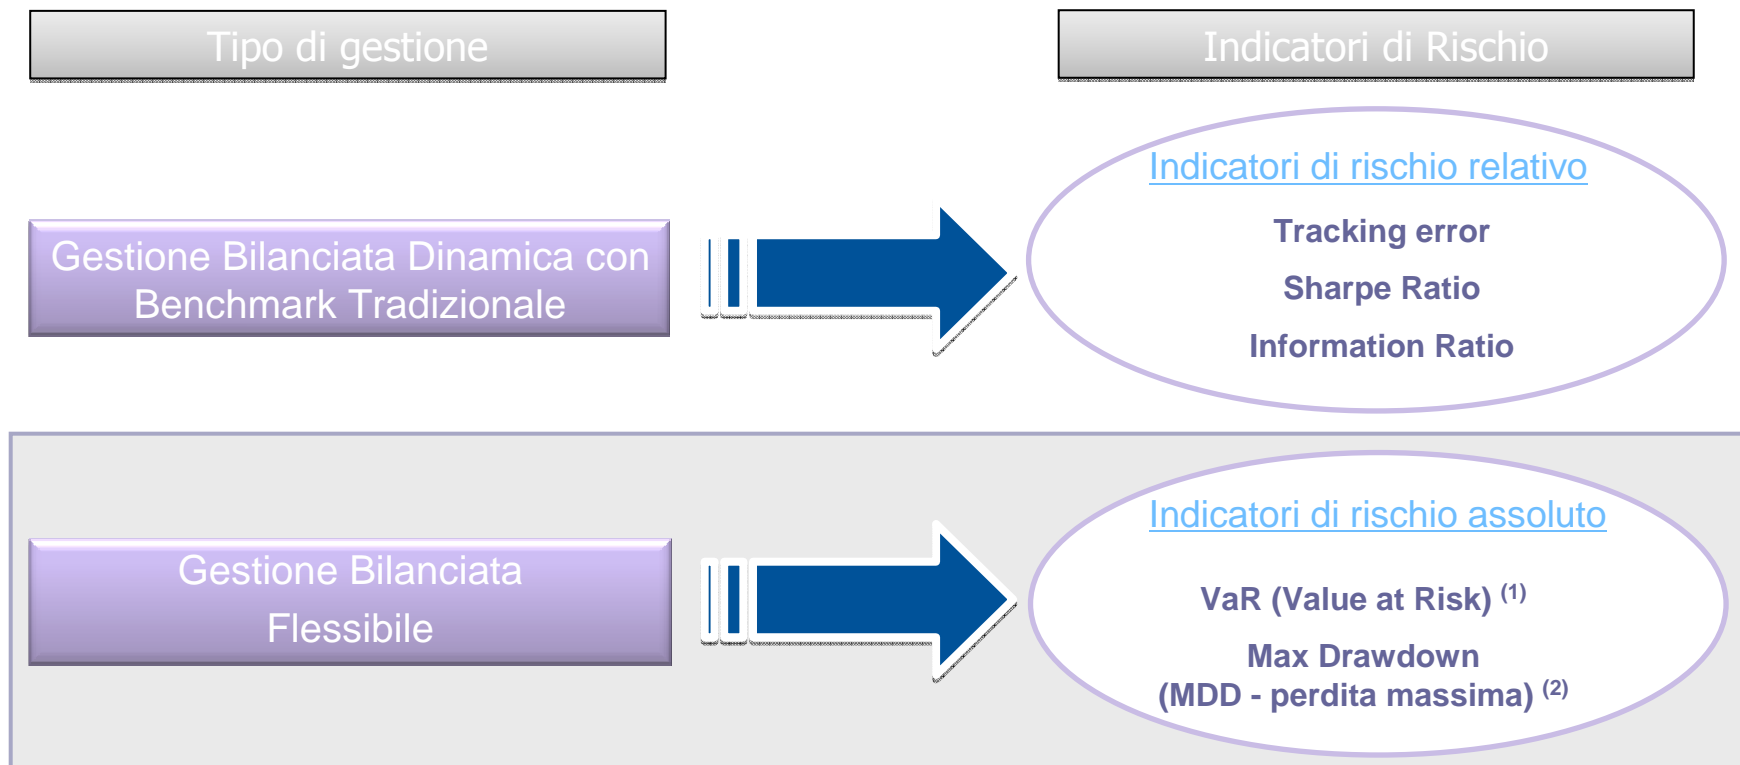 Tipo di gestione
Indicatori di Rischio
Gestione Bilanciata Dinamica con
Benchmark Tradizionale
Indicatori di rischio relativo
Tracking error
Sharpe Ratio
Information Ratio
Gestione Bilanciata
Flessibile
Indicatori di rischio assoluto
VaR (Value at Risk) (1)
Max Drawdown
(MDD - perdita massima) (2)